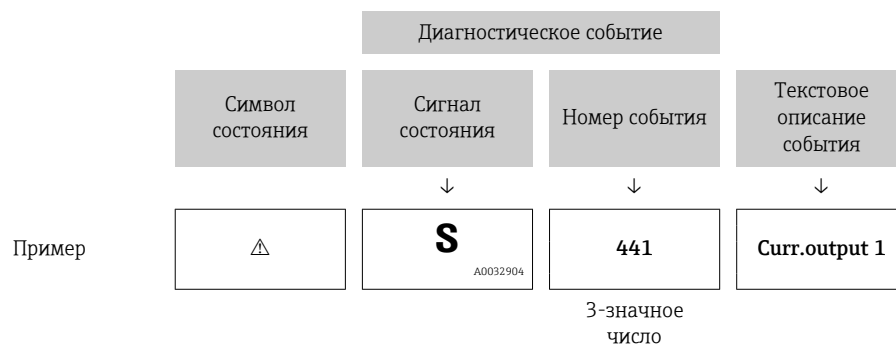 Диагностическое событие
Символ
состояния
Сигнал
состояния
Номер события
Текстовое
описание
события
↓ ↓ ↓
Пример
⚠
S
A0032904
441
Curr.output 1
3-значное
число